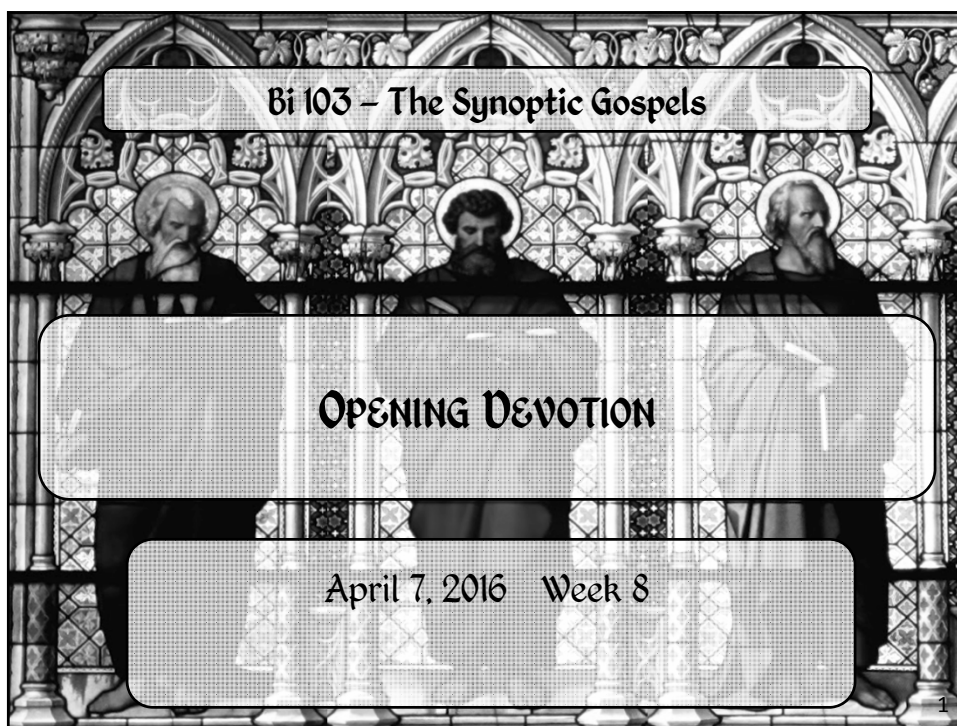 Bi 103 – The Synoptic Gospels
Opening Devotion
April 7, 2016 Week 8
1